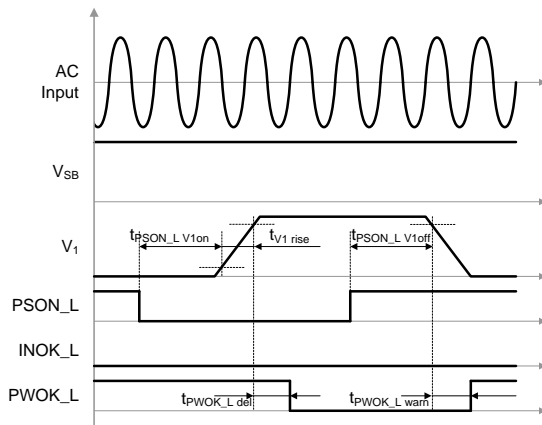 AC
Input
VSB
tPSON_L V1on
tV1 rise
tPSON_L V1off
V1
PSON_L
INOK_L
PWOK_L
tPWOK_L del
tPWOK_L warn